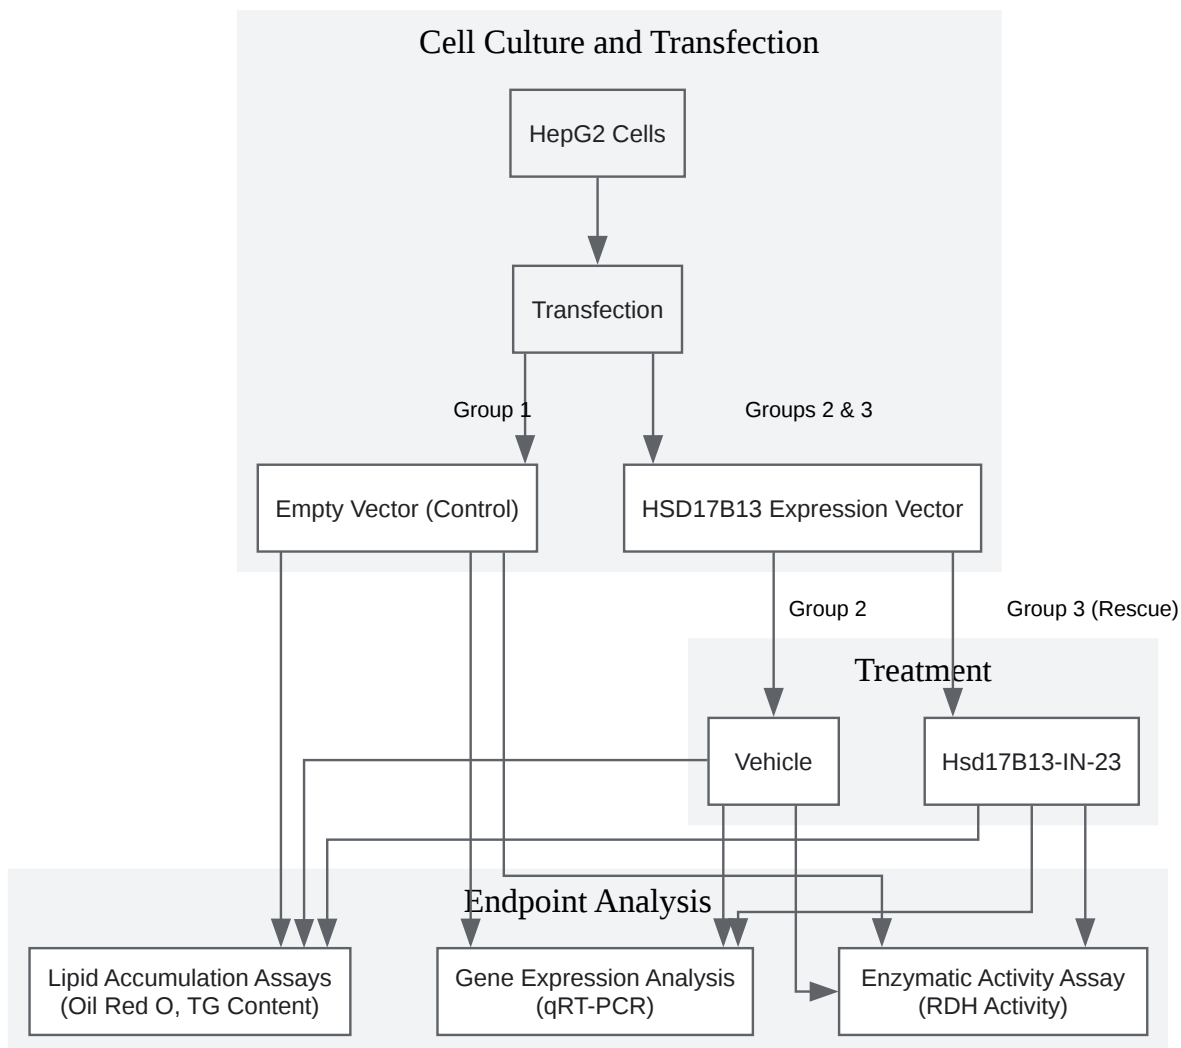 Cell Culture and Transfection
HepG2 Cells
Transfection
Group 1
Groups 2 & 3
Empty Vector (Control)
HSD17B13 Expression Vector
Group 2
Group 3 (Rescue)
Treatment
Vehicle
Hsd17B13-IN-23
Endpoint Analysis
Lipid Accumulation Assays
(Oil Red O, TG Content)
Gene Expression Analysis
(qRT-PCR)
Enzymatic Activity Assay
(RDH Activity)